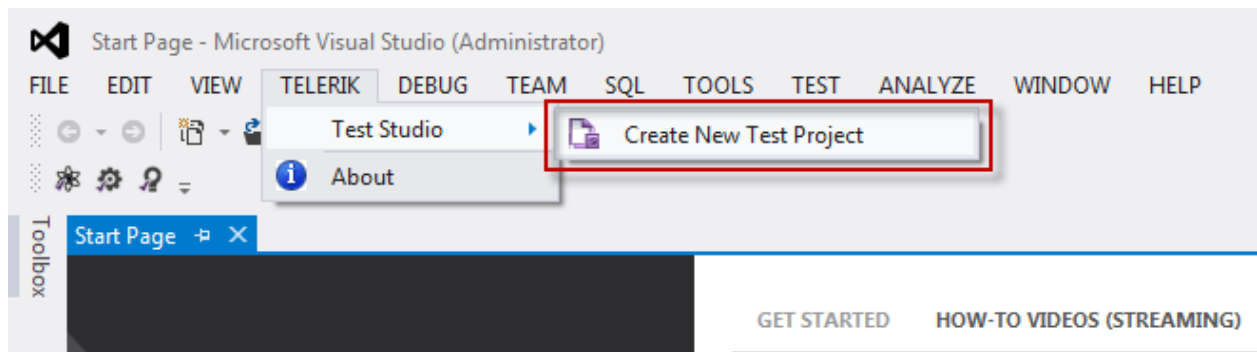 Start Page - Microsoft Visual Studio (Administrator)
FILE EDIT VIEW TELERIK DEBUG TEAM SQL TOOLS TEST ANALYZE WINDOW HELP
Test Studio
Create New Test Project
About
Toolbox
Start Page
GET STARTED HOW-TO VIDEOS (STREAMING)